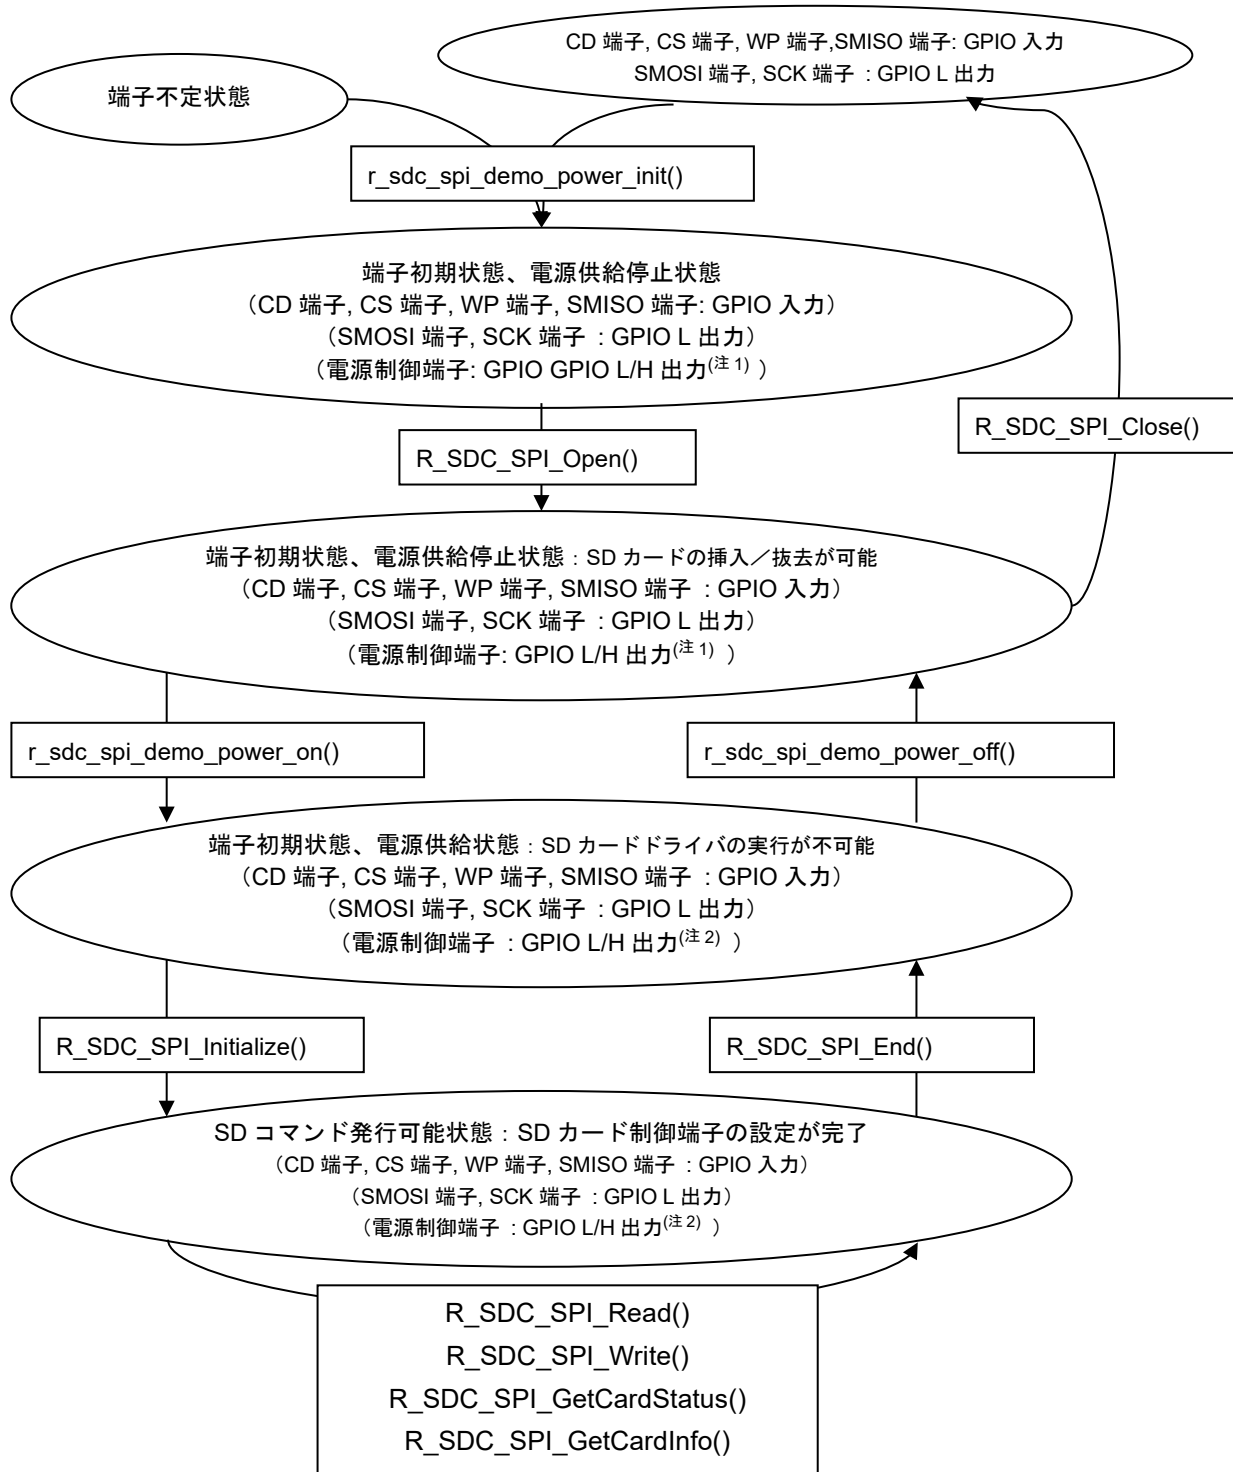 CD 端子, CS 端子, WP 端子,SMISO 端子: GPIO 入力
SMOSI 端子, SCK 端子 : GPIO L 出力
端子不定状態
r_sdc_spi_demo_power_init()
端子初期状態、電源供給停止状態
（CD 端子, CS 端子, WP 端子, SMISO 端子: GPIO 入力）
（SMOSI 端子, SCK 端子 : GPIO L 出力）
（電源制御端子: GPIO GPIO L/H 出力(注 1) ）
R_SDC_SPI_Close()
R_SDC_SPI_Open()
端子初期状態、電源供給停止状態：SD カードの挿入／抜去が可能
（CD 端子, CS 端子, WP 端子, SMISO 端子 : GPIO 入力）
（SMOSI 端子, SCK 端子 : GPIO L 出力）
（電源制御端子: GPIO L/H 出力(注 1) ）
r_sdc_spi_demo_power_on()
r_sdc_spi_demo_power_off()
端子初期状態、電源供給状態：SD カードドライバの実行が不可能
（CD 端子, CS 端子, WP 端子, SMISO 端子 : GPIO 入力）
（SMOSI 端子, SCK 端子 : GPIO L 出力）
（電源制御端子 : GPIO L/H 出力(注 2) ）
R_SDC_SPI_Initialize()
R_SDC_SPI_End()
SD コマンド発行可能状態：SD カード制御端子の設定が完了
（CD 端子, CS 端子, WP 端子, SMISO 端子 : GPIO 入力）
（SMOSI 端子, SCK 端子 : GPIO L 出力）
（電源制御端子 : GPIO L/H 出力(注 2) ）
R_SDC_SPI_Read()
R_SDC_SPI_Write()
R_SDC_SPI_GetCardStatus()
R_SDC_SPI_GetCardInfo()